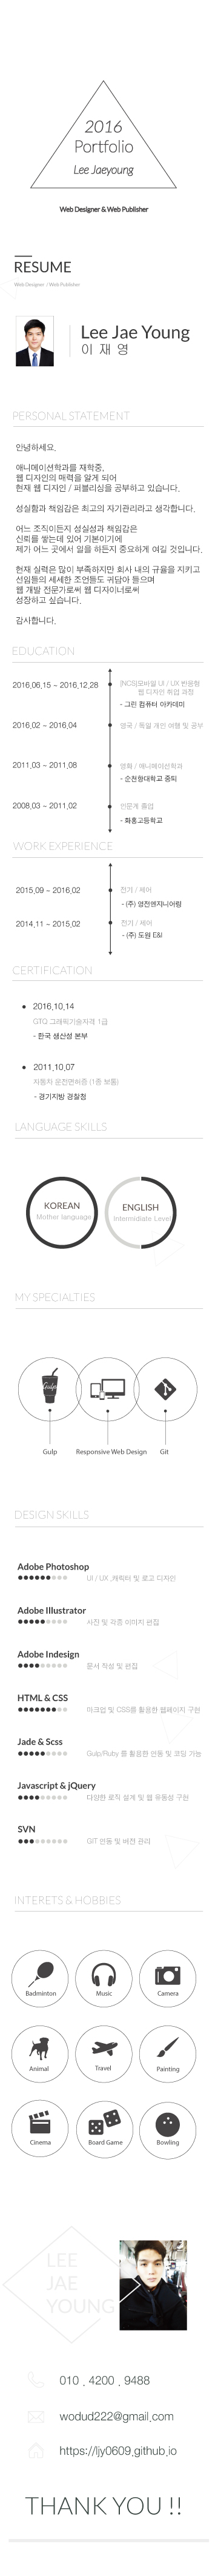 2016
Portfolio
Lee Jaeyoung
Web Designer & Web Publisher
RESUME
Web Designer / Web Publisher
Lee Jae Young
이 재 영
PERSONAL STATEMENT
안녕하세요.
애니메이션학과를 재학중,
웹 디자인의 매력을 알게 되어
현재 웹 디자인 / 퍼블리싱을 공부하고 있습니다.
성실함과 책임감은 최고의 자기관리라고 생각합니다.
어느 조직이든지 성실성과 책임감은
신뢰를 쌓는데 있어 기본이기에
제가 어느 곳에서 일을 하든지 중요하게 여길 것입니다.
현재 실력은 많이 부족하지만 회사 내의 규율을 지키고
선임들의 세세한 조언들도 귀담아 들으며
웹 개발 전문가로써 웹 디자이너로써
성장하고 싶습니다.
감사합니다.
EDUCATION
2016.06.15 ~ 2016.12.28
(NCS)모바일 UI / UX 반응형
웹 디자인 취업 과정
- 그린 컴퓨터 아카데미
2016.02 ~ 2016.04
영국 / 독일 개인 여행 및 공부
2011.03 ~ 2011.08
영화 / 애니메이션학과
- 순천향대학교 중퇴
2008.03 ~ 2011.02
인문계 졸업
- 화홍고등학교
WORK EXPERIENCE
2015.09 ~ 2016.02
전기 / 제어
- (주) 영전엔지니어링
2014.11 ~ 2015.02
전기 / 제어
- (주) 도원 E&I
CERTIFICATION
2016.10.14
GTQ 그래픽기술자격 1급
- 한국 생산성 본부
2011.10.07
자동차 운전면허증 (1종 보통)
- 경기지방 경찰청
LANGUAGE SKILLS
KOREAN
Mother language
ENGLISH
Intermidiate Level
MY SPECIALTIES
Gulp
Gulp
Responsive Web Design
Git
DESIGN SKILLS
Adobe Photoshop
UI / UX ,캐릭터 및 로고 디자인
Adobe Illustrator
사진 및 각종 이미지 편집
Adobe Indesign
문서 작성 및 편집
HTML & CSS
마크업 및 CSS를 활용한 웹페이지 구현
Jade & Scss
Gulp/Ruby 를 활용한 연동 및 코딩 가능
Javascript & jQuery
다양한 로직 설계 및 웹 유동성 구현
SVN
GIT 연동 및 버전 관리
INTERETS & HOBBIES
Badminton
Music
Camera
Animal
Travel
Painting
Cinema
Board Game
Bowling
LEE
JAE
YOUNG
010 . 4200 . 9488
wodud222@gmail.com
https://ljy0609.github.io
THANK YOU !!